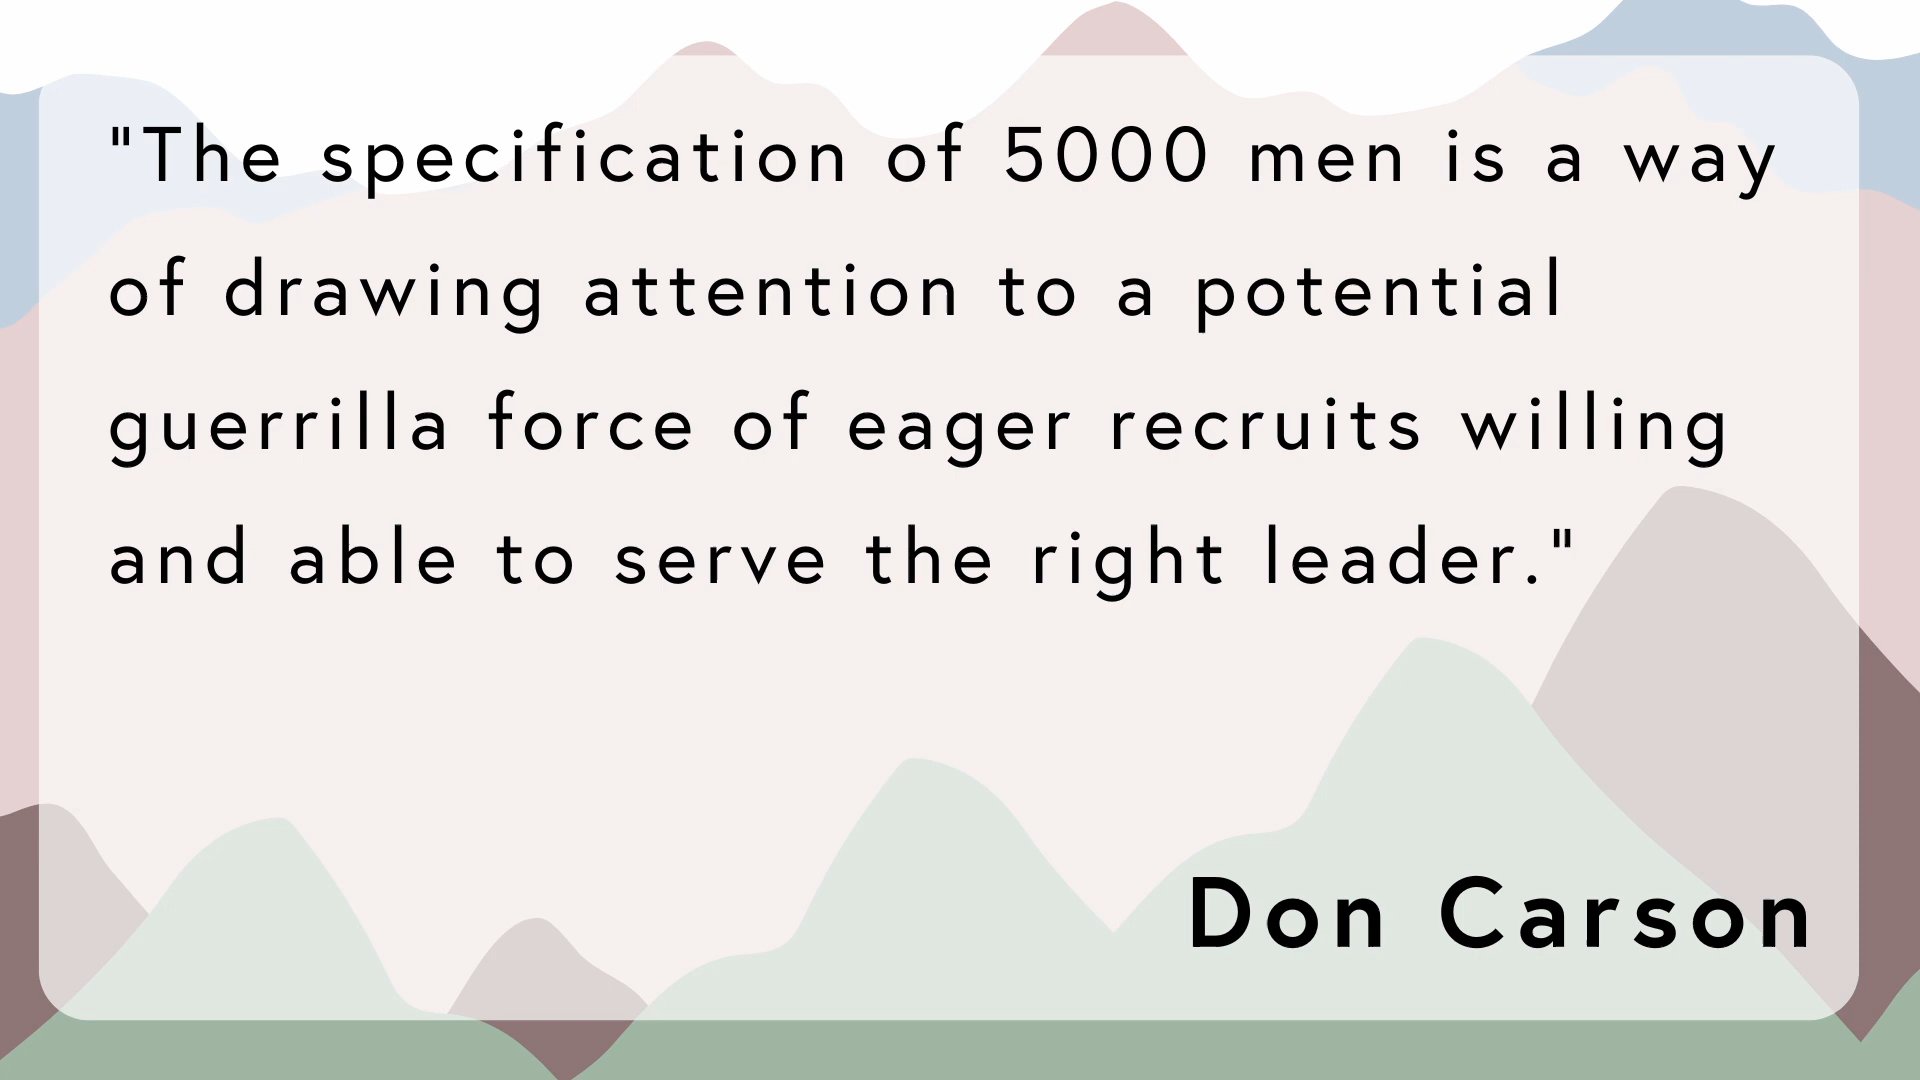 "The specification of 5000 men is a way
of drawing attention to a potential
guerrilla force of eager recruits willing
and able to serve the right leader."
Don Carson